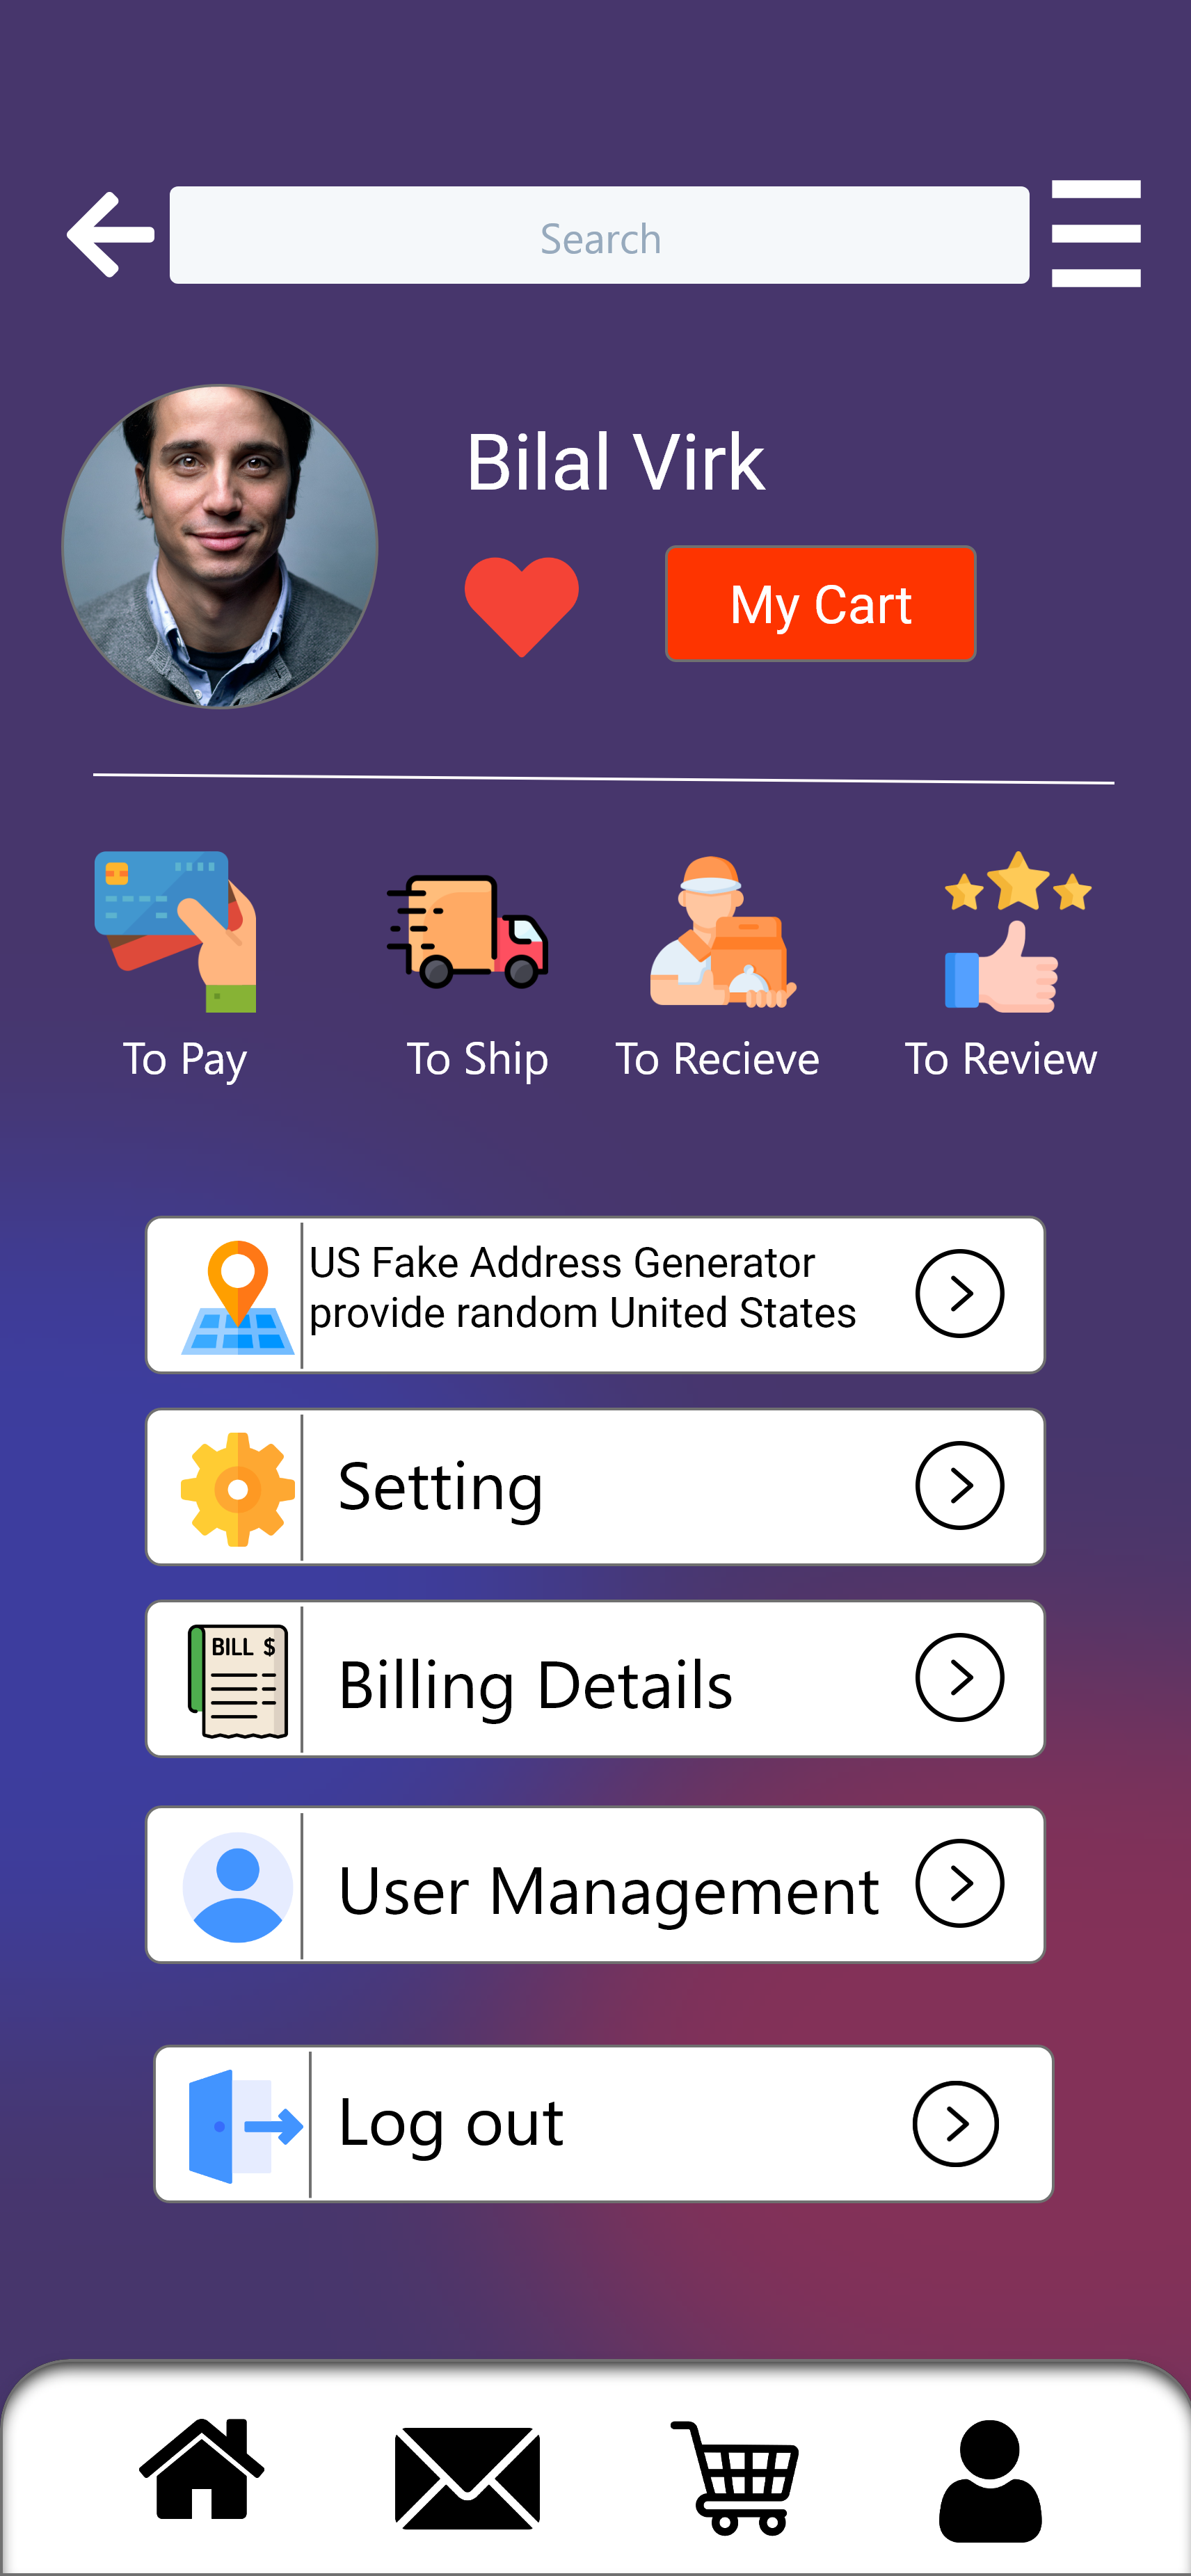 Search
Bilal Virk
My Cart
To Pay
To Ship
To Recieve
To Review
US Fake Address Generator
provide random United States
Setting
BILL $
Billing Details
User Management
Log out